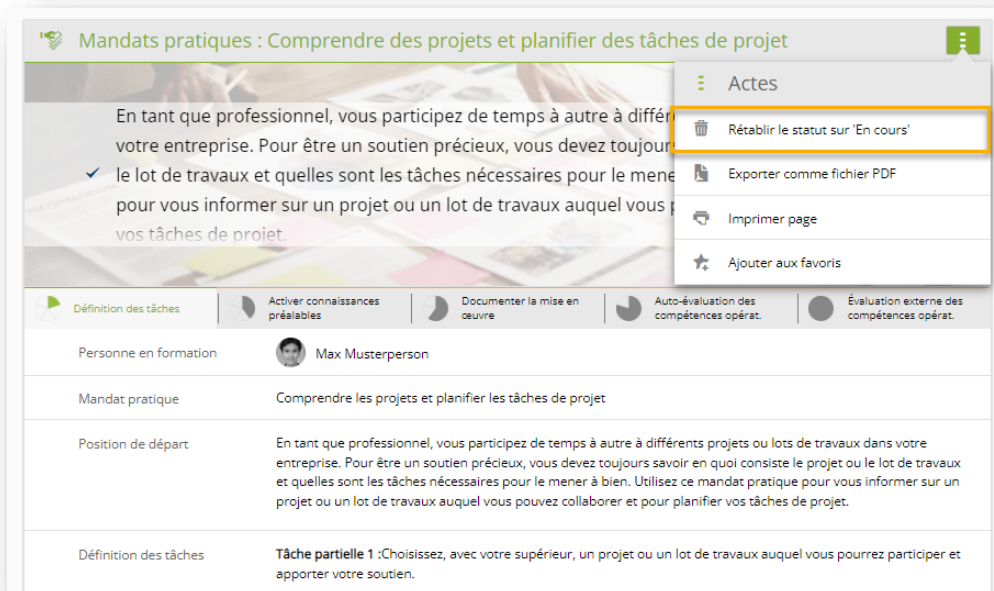 Mandats pratiques : Comprendre des projets et planifier des tâches de projet
Actes
Rétablir le statut sur 'En cours'
Exporter comme fichier PDF
Imprimer page
Ajouter aux favoris
En tant que professionnel, vous participez de temps à autre à différ
votre entreprise. Pour être un soutien précieux, vous devez toujour
le lot de travaux et quelles sont les tâches nécessaires pour le mene
pour vous informer sur un projet ou un lot de travaux auquel vous
vos tâches de projet.
Définition des tâches
Activer connaissances
préalables
Documenter la mise en
œuvre
Auto-évaluation des
compétences opérat.
Évaluation externe des
compétences opérat.
Personne en formation
Max Musterperson
Mandat pratique
Comprendre les projets et planifier les tâches de projet
Position de départ
En tant que professionnel, vous participez de temps à autre à différents projets ou lots de travaux dans votre
entreprise. Pour être un soutien précieux, vous devez toujours savoir en quoi consiste le projet ou le lot de travaux
et quelles sont les tâches nécessaires pour le mener à bien. Utilisez ce mandat pratique pour vous informer sur un
projet ou un lot de travaux auquel vous pouvez collaborer et pour planifier vos tâches de projet.
Définition des tâches
Tâche partielle 1 :Choisissez, avec votre supérieur, un projet ou un lot de travaux auquel vous pourrez participer et
apporter votre soutien.